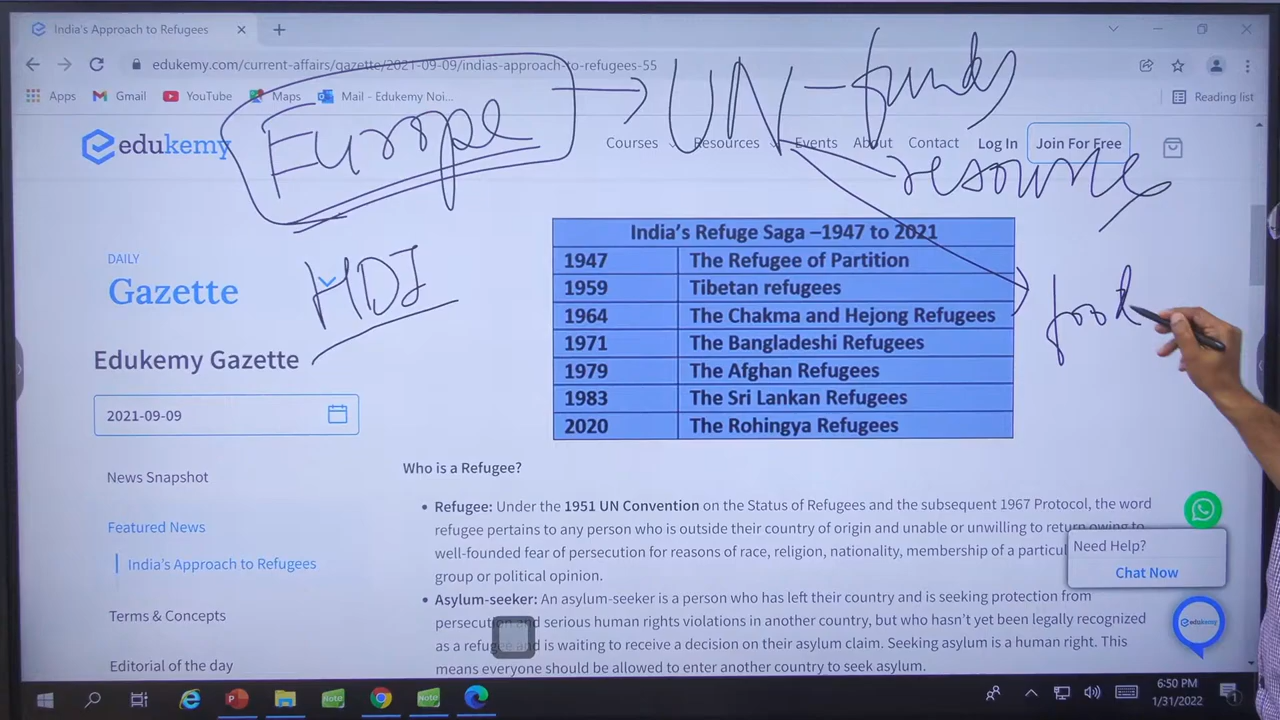 India's Approach to Refugees
edukemy.com/current-affairs/gazette/2021-09-09/indias-approach-to-refugees-55
Apps Gmail YouTube Maps Mail - Edukemy Noi... Reading list
Europe → UN - funds
resources
food
HDI
edukemy
Courses Resources Events About Contact Log In Join For Free
DAILY
Gazette
Edukemy Gazette
2021-09-09
News Snapshot
Featured News
India's Approach to Refugees
Terms & Concepts
Editorial of the day
India's Refuge Saga –1947 to 2021
1947 The Refugee of Partition
1959 Tibetan refugees
1964 The Chakma and Hejong Refugees
1971 The Bangladeshi Refugees
1979 The Afghan Refugees
1983 The Sri Lankan Refugees
2020 The Rohingya Refugees
Who is a Refugee?
• Refugee: Under the 1951 UN Convention on the Status of Refugees and the subsequent 1967 Protocol, the word
refugee pertains to any person who is outside their country of origin and unable or unwilling to return owing to
well-founded fear of persecution for reasons of race, religion, nationality, membership of a
group or political opinion.
• Asylum-seeker: An asylum-seeker is a person who has left their country and is seeking protection from
persecution and serious human rights violations in another country, but who hasn't yet been legally recognized
as a refugee and is waiting to receive a decision on their asylum claim. Seeking asylum is a human right. This
means everyone should be allowed to enter another country to seek asylum.
Need Help?
Chat Now
edukemy
Note
Note
6:50 PM
1/31/2022